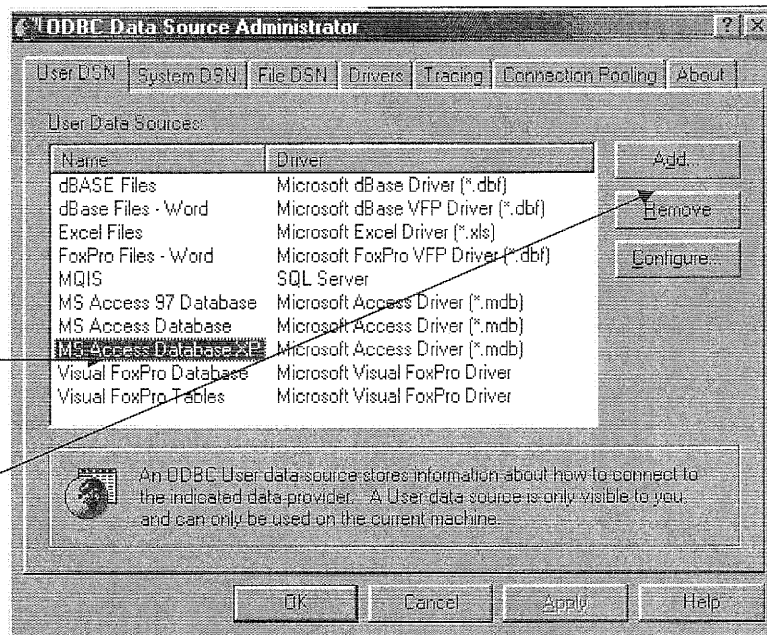 ODBC Data Source Administrator
User DSN System DSN File DSN Drivers Tracing Connection Pooling About
User Data Sources:
Name Driver
dBASE Files Microsoft dBase Driver (*.dbf)
dBase Files - Word Microsoft dBase VFP Driver (*.dbf)
Excel Files Microsoft Excel Driver (*.xls)
FoxPro Files - Word Microsoft FoxPro VFP Driver (*.dbf)
MQIS SQL Server
MS Access 97 Database Microsoft Access Driver (*.mdb)
MS Access Database Microsoft Access Driver (*.mdb)
MS Access Database XP Microsoft Access Driver (*.mdb)
Visual FoxPro Database Microsoft Visual FoxPro Driver
Visual FoxPro Tables Microsoft Visual FoxPro Driver
Add...
Remove
Configure...
An ODBC User data source stores information about how to connect to
the indicated data provider. A User data source is only visible to you,
and can only be used on the current machine.
OK Cancel Apply Help